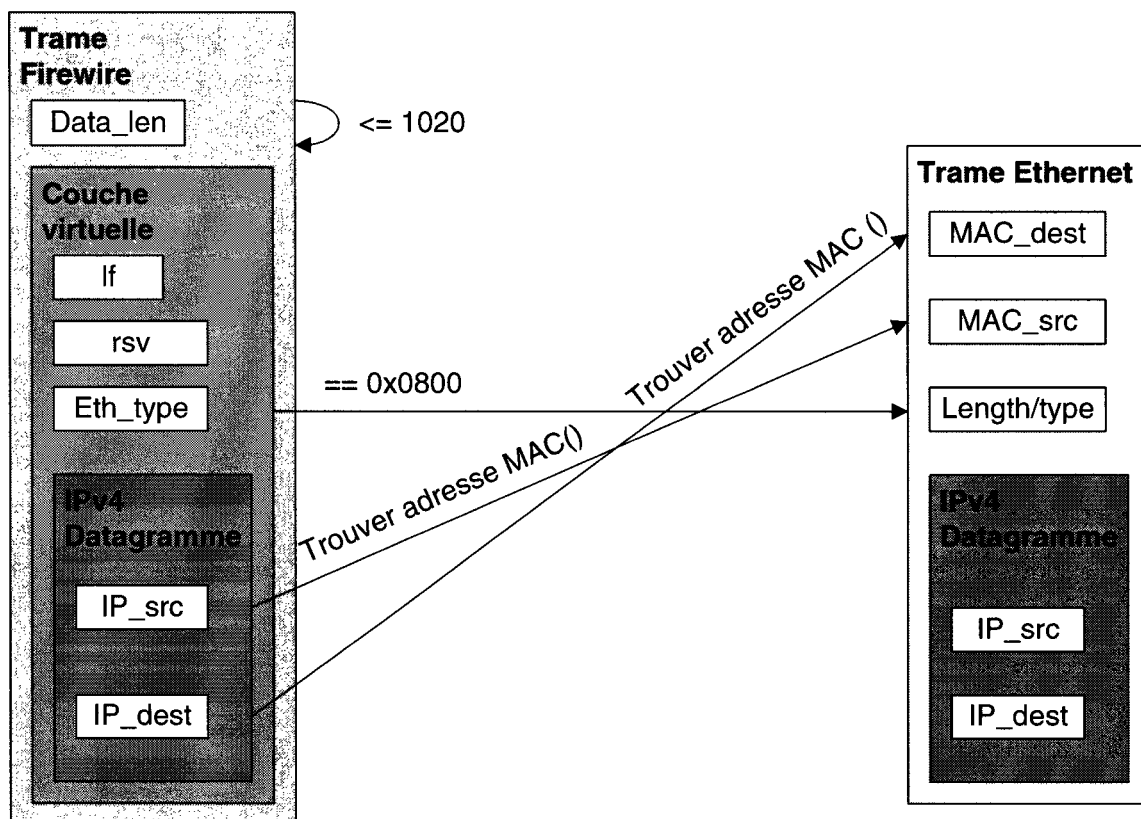 Trame
Firewire
Data_len
<= 1020
Couche
virtuelle
lf
rsv
Eth_type
== 0x0800
IPv4
Datagramme
IP_src
IP_dest
Trouver adresse MAC()
Trouver adresse MAC ()
Trame Ethernet
MAC_dest
MAC_src
Length/type
IPv4
Datagramme
IP_src
IP_dest